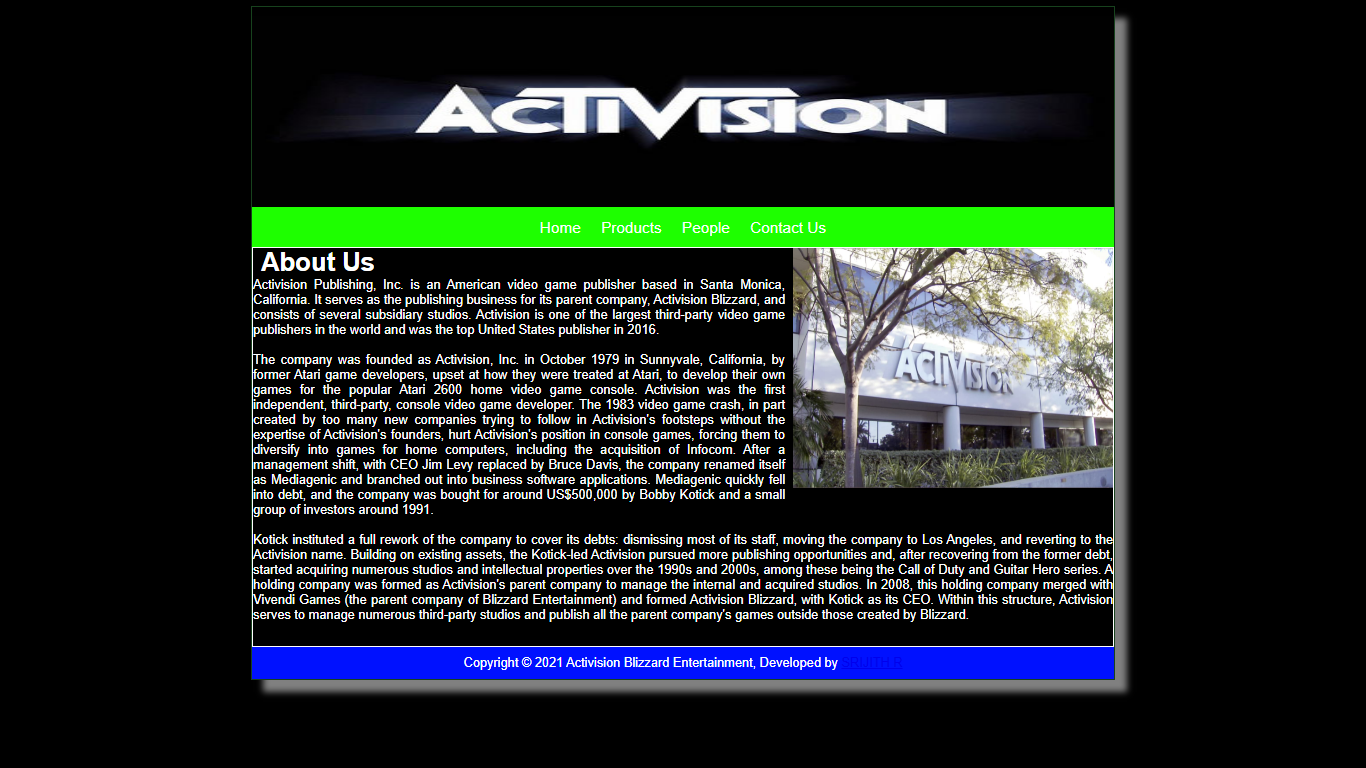 ACTIVISION
Home Products People Contact Us
About Us
ACTIVISION
Activision Publishing, Inc. is an American video game publisher based in Santa Monica,
California. It serves as the publishing business for its parent company, Activision Blizzard, and
consists of several subsidiary studios. Activision is one of the largest third-party video game
publishers in the world and was the top United States publisher in 2016.
The company was founded as Activision, Inc. in October 1979 in Sunnyvale, California, by
former Atari game developers, upset at how they were treated at Atari, to develop their own
games for the popular Atari 2600 home video game console. Activision was the first
independent, third-party, console video game developer. The 1983 video game crash, in part
created by too many new companies trying to follow in Activision's footsteps without the
expertise of Activision's founders, hurt Activision's position in console games, forcing them to
diversify into games for home computers, including the acquisition of Infocom. After a
management shift, with CEO Jim Levy replaced by Bruce Davis, the company renamed itself
as Mediagenic and branched out into business software applications. Mediagenic quickly fell
into debt, and the company was bought for around US$500,000 by Bobby Kotick and a small
group of investors around 1991.
Kotick instituted a full rework of the company to cover its debts: dismissing most of its staff, moving the company to Los Angeles, and reverting to the
Activision name. Building on existing assets, the Kotick-led Activision pursued more publishing opportunities and, after recovering from the former debt,
started acquiring numerous studios and intellectual properties over the 1990s and 2000s, among these being the Call of Duty and Guitar Hero series. A
holding company was formed as Activision's parent company to manage the internal and acquired studios. In 2008, this holding company merged with
Vivendi Games (the parent company of Blizzard Entertainment) and formed Activision Blizzard, with Kotick as its CEO. Within this structure, Activision
serves to manage numerous third-party studios and publish all the parent company's games outside those created by Blizzard.
Copyright © 2021 Activision Blizzard Entertainment, Developed by